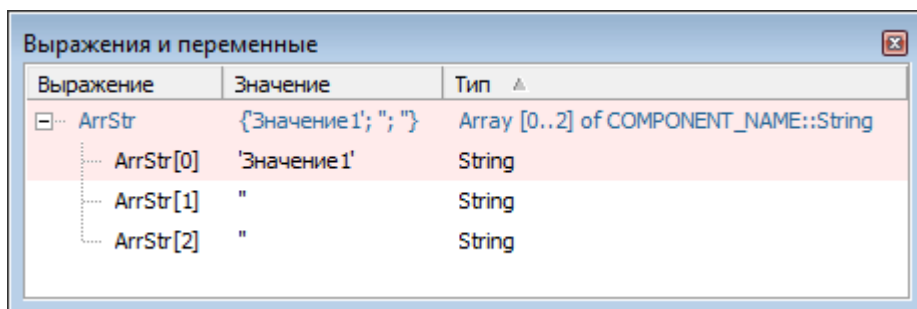 Выражения и переменные
Выражение Значение Тип
ArrStr {'Значение1'; ''; ''} Array [0..2] of COMPONENT_NAME::String
ArrStr[0] 'Значение1' String
ArrStr[1] '' String
ArrStr[2] '' String